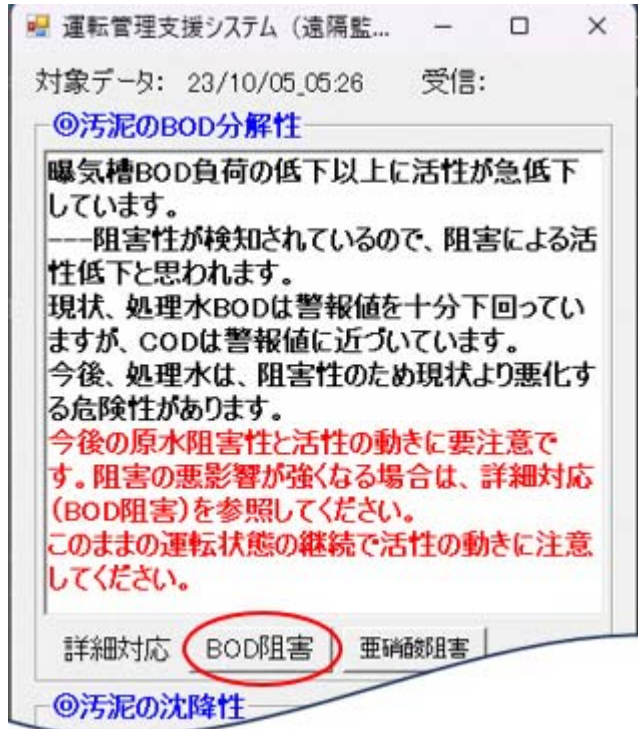 運転管理支援システム（遠隔監...
対象データ: 23/10/05_05:26 受信:
◎汚泥のBOD分解性
曝気槽BOD負荷の低下以上に活性が急低下
しています。
---阻害性が検知されているので、阻害による活
性低下と思われます。
現状、処理水BODは警報値を十分下回ってい
ますが、CODは警報値に近づいています。
今後、処理水は、阻害性のため現状より悪化す
る危険性があります。
今後の原水阻害性と活性の動きに要注意で
す。阻害の悪影響が強くなる場合は、詳細対応
(BOD阻害)を参照してください。
このままの運転状態の継続で活性の動きに注意
してください。
詳細対応 BOD阻害 亜硝酸阻害
◎汚泥の沈降性